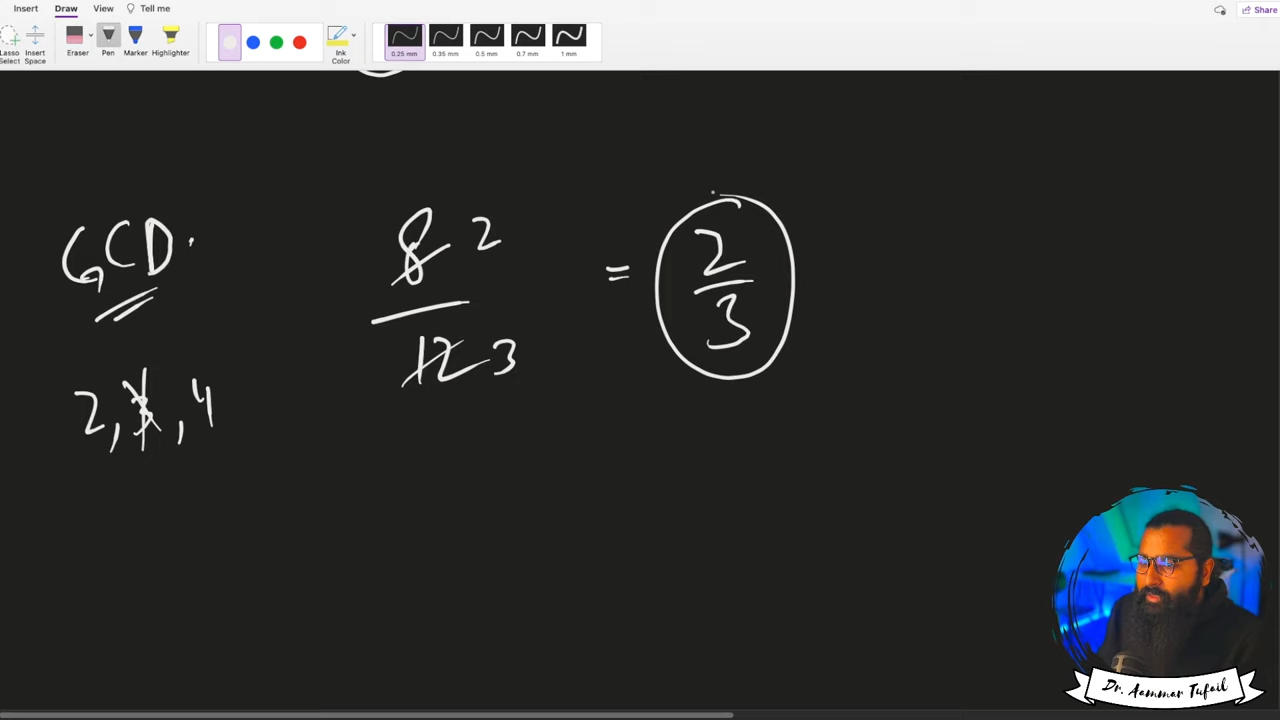 Insert Draw View Tell me
Share
Lasso Select
Insert Space
Eraser
Pen
Marker
Highlighter
Ink Color
0.25 mm
0.35 mm
0.5 mm
0.7 mm
1 mm
GCD.
8 2
12 3
= 2
3
2, , 4
Dr. Aammar Tufail